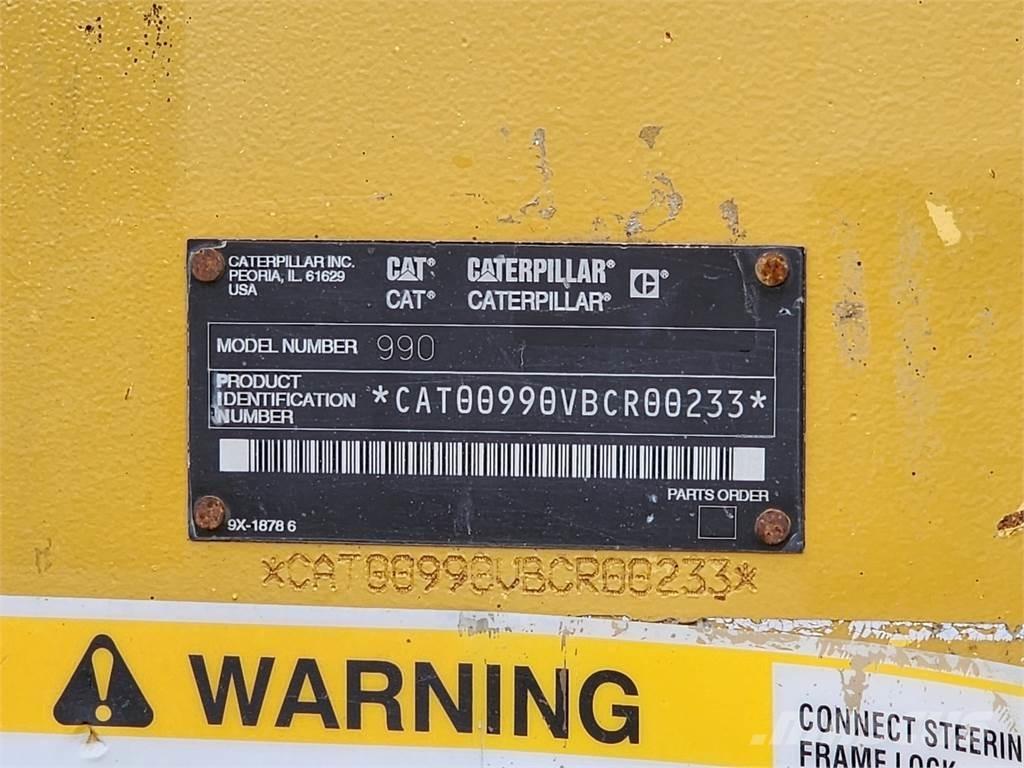 CATERPILLAR INC.
PEORIA, IL. 61629
USA
CAT® CATERPILLAR® C®
CAT® CATERPILLAR®
MODEL NUMBER 990
PRODUCT
IDENTIFICATION
NUMBER
*CAT00990VBCR00233*
PARTS ORDER
9X-1878 6
*CAT00990VBCR00233*
WARNING
CONNECT STEERIN
FRAME LOCK